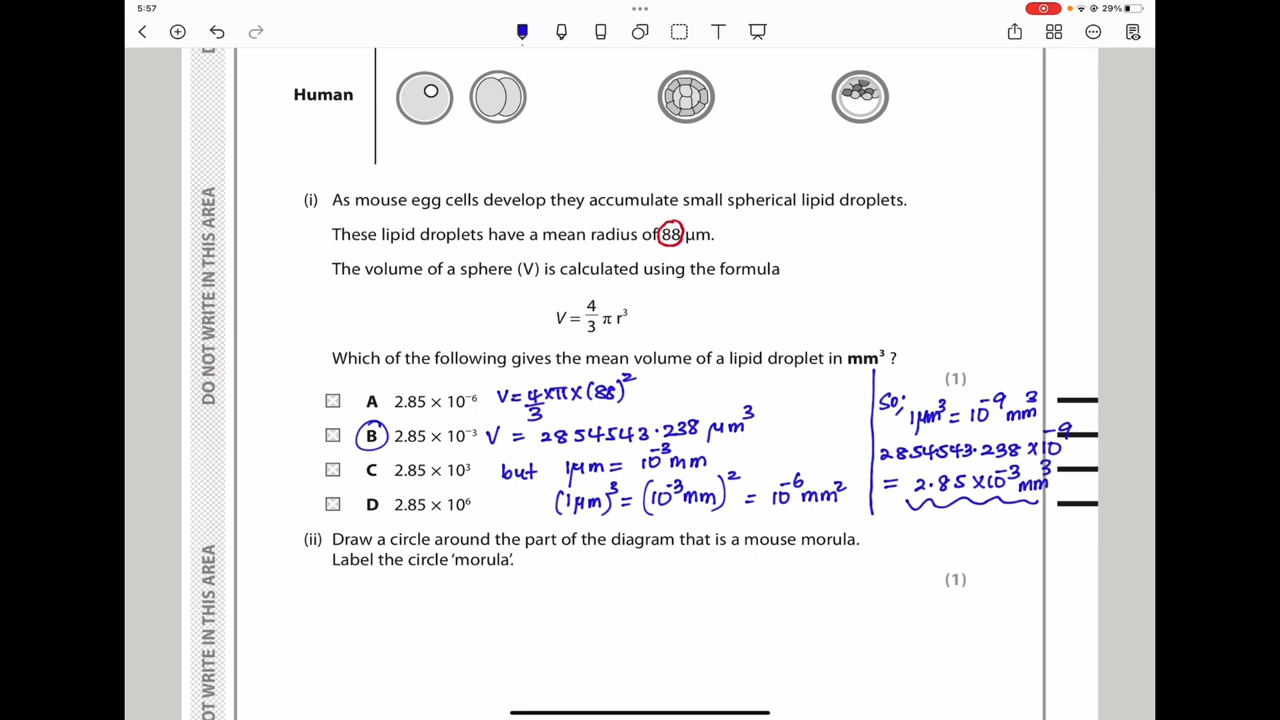 5:57
29%
Human
DO NOT WRITE IN THIS AREA
(i) As mouse egg cells develop they accumulate small spherical lipid droplets.
These lipid droplets have a mean radius of 88 μm.
The volume of a sphere (V) is calculated using the formula
V = 4/3 π r³
Which of the following gives the mean volume of a lipid droplet in mm³ ?
(1)
A 2.85 × 10⁻⁶
B 2.85 × 10⁻³
C 2.85 × 10³
D 2.85 × 10⁶
V = 4/3 × π × (88)²
V = 2854543.238 μm³
but 1μm = 10⁻³ mm
(1μm)³ = (10⁻³mm)² = 10⁻⁶ mm²
So;
1μm³ = 10⁻⁹ mm³
2854543.238 × 10⁻⁹
= 2.85 × 10⁻³ mm³
(ii) Draw a circle around the part of the diagram that is a mouse morula.
Label the circle ‘morula’.
(1)
OT WRITE IN THIS AREA